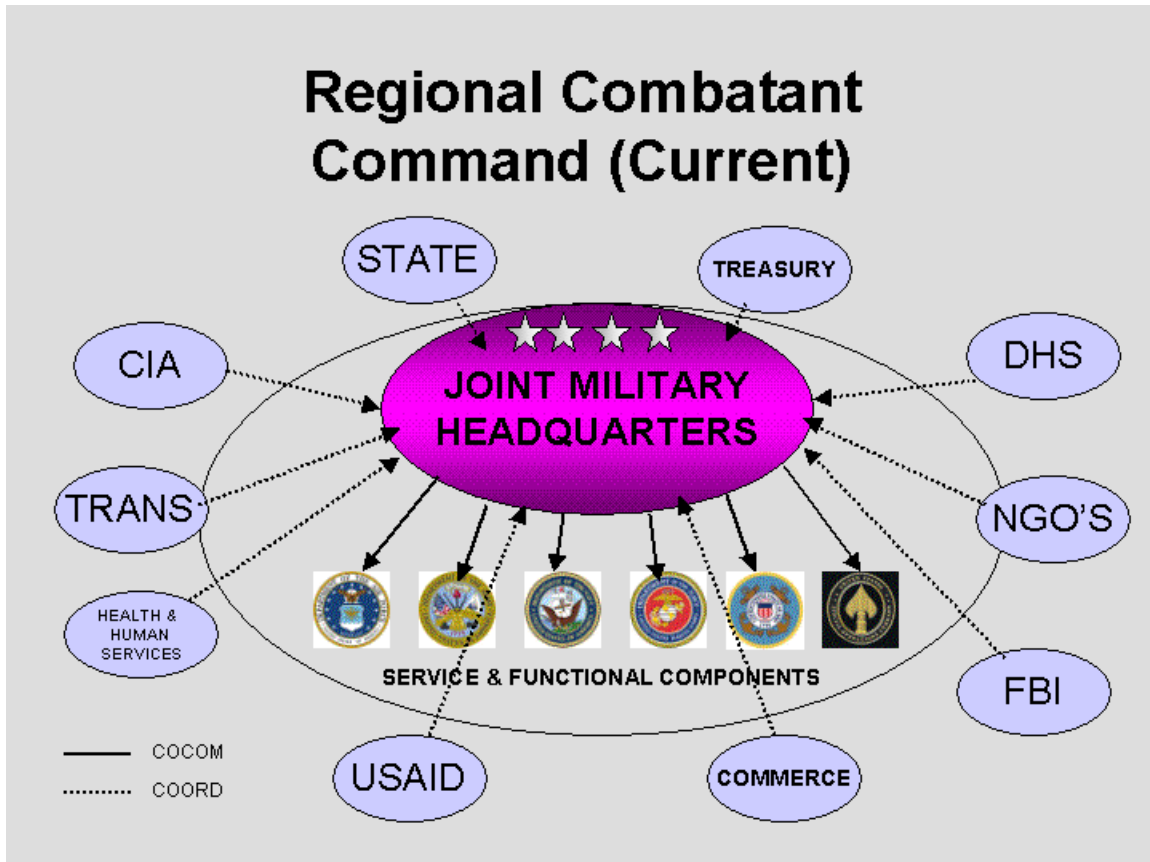 Regional Combatant
Command (Current)
STATE
TREASURY
CIA
DHS
JOINT MILITARY
HEADQUARTERS
TRANS
NGO'S
HEALTH &
HUMAN
SERVICES
SERVICE & FUNCTIONAL COMPONENTS
FBI
COCOM
COORD
USAID
COMMERCE